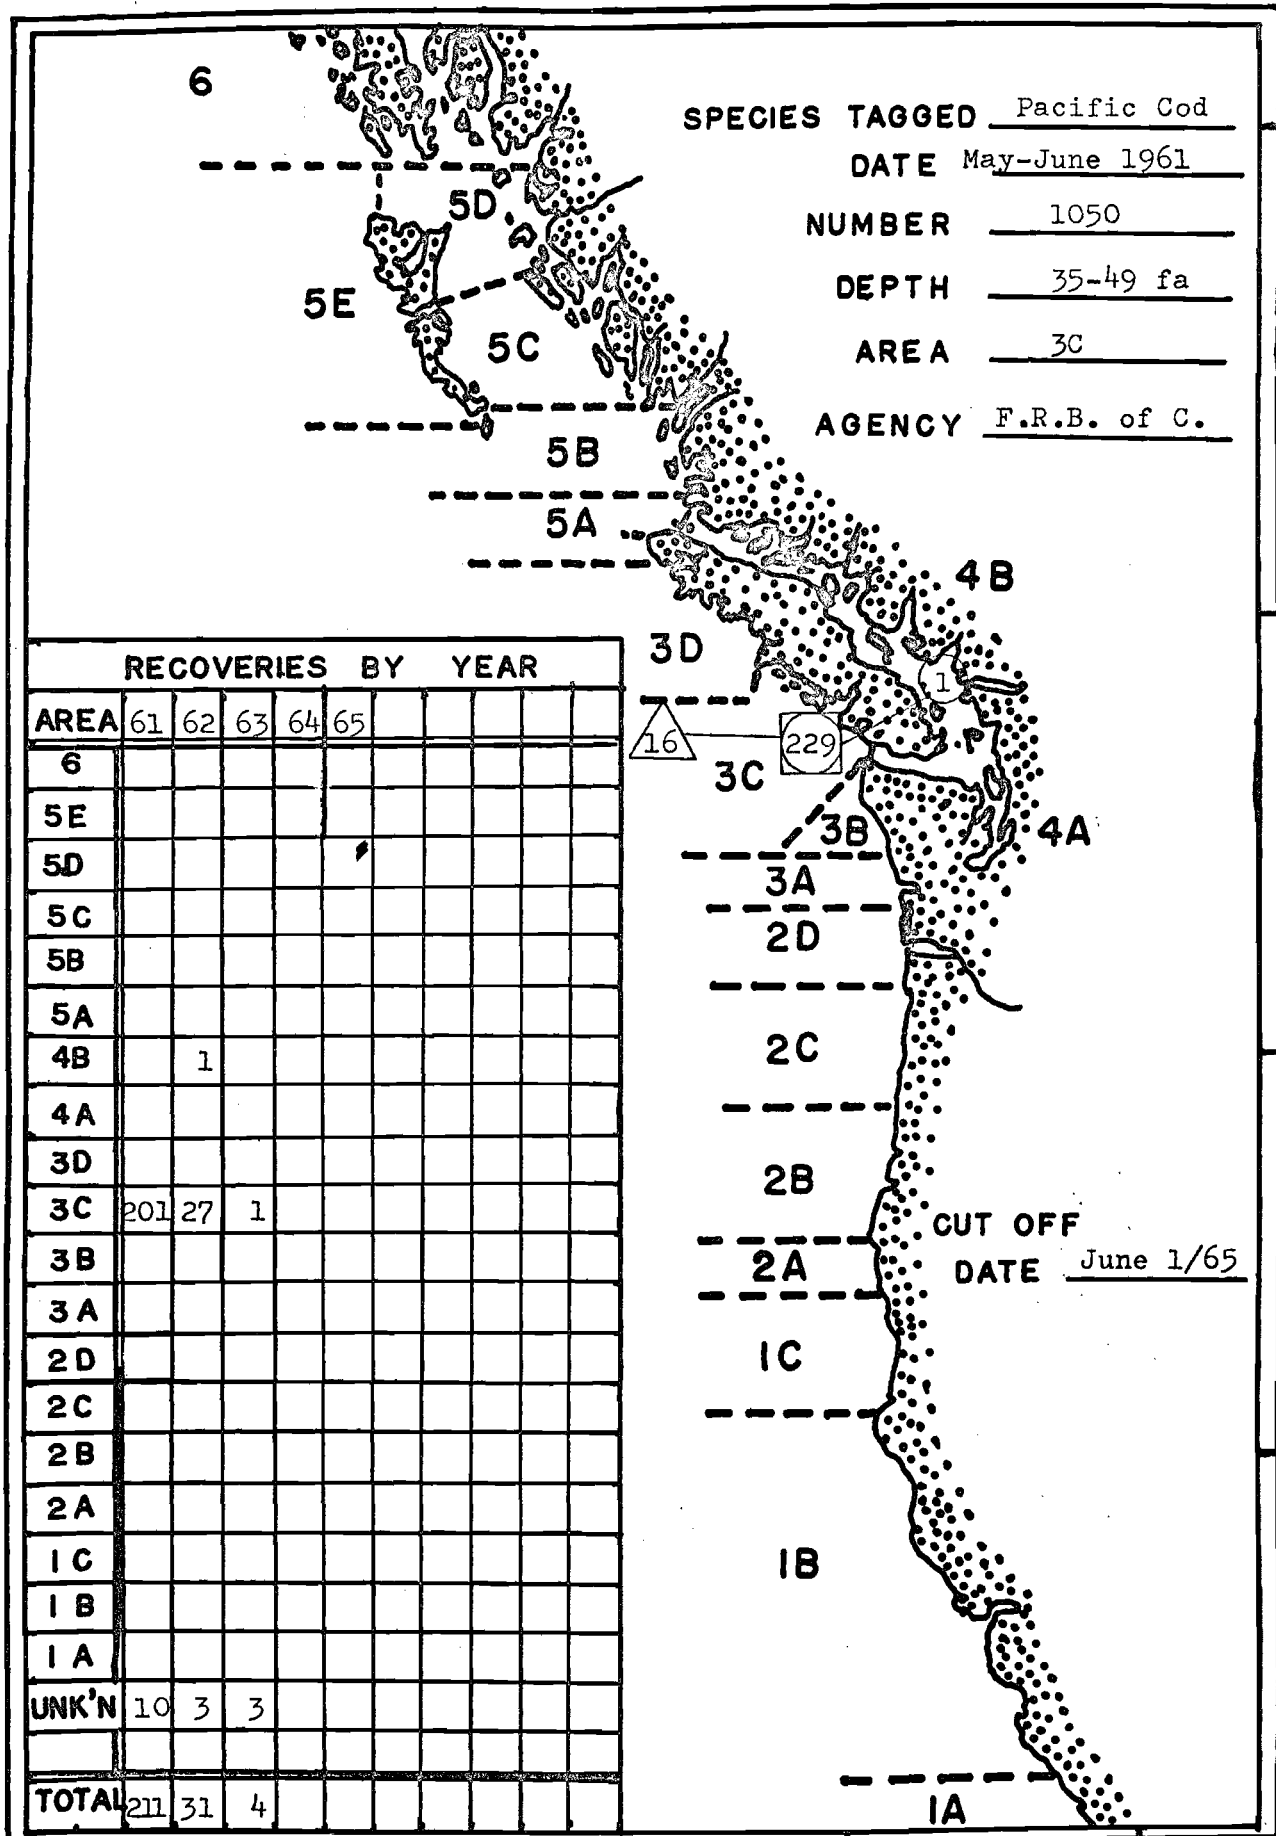 6
SPECIES TAGGED Pacific Cod
DATE May-June 1961
5D
NUMBER 1050
5E
DEPTH 35-49 fa
5C
AREA 3C
AGENCY F.R.B. of C.
5B
5A
4B
3D
1
16
229
3C
3B
4A
3A
2D
2C
2B
CUT OFF
DATE June 1/65
2A
1C
1B
1A
RECOVERIES BY YEAR
AREA 61 62 63 64 65
6
5E
5D
5C
5B
5A
4B 1
4A
3D
3C 201 27 1
3B
3A
2D
2C
2B
2A
1C
1B
1A
UNK'N 10 3 3
TOTAL 211 31 4